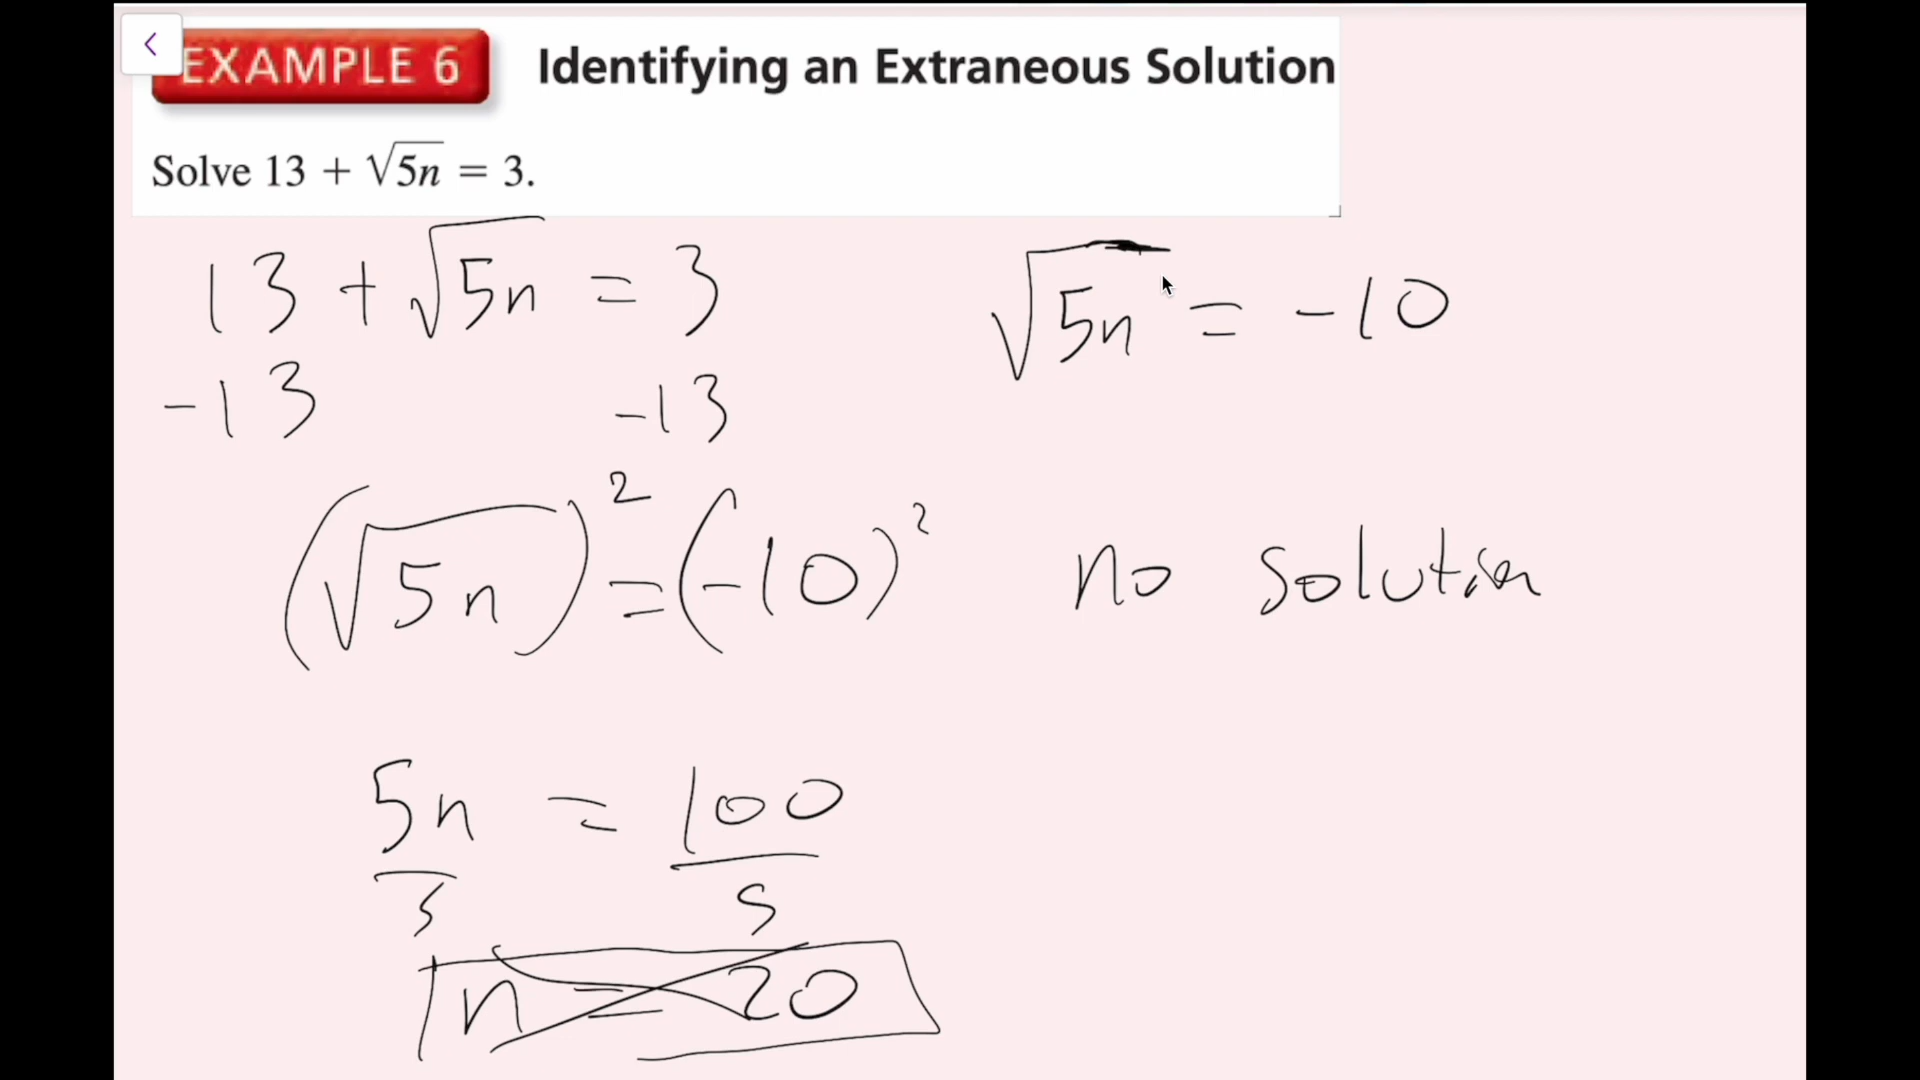 EXAMPLE 6 Identifying an Extraneous Solution
Solve 13 + √5n = 3.
13 + √5n = 3
-13 -13
(√5n)² = (-10)²
5n = 100
5 5
n = 20
√5n = -10
no solution